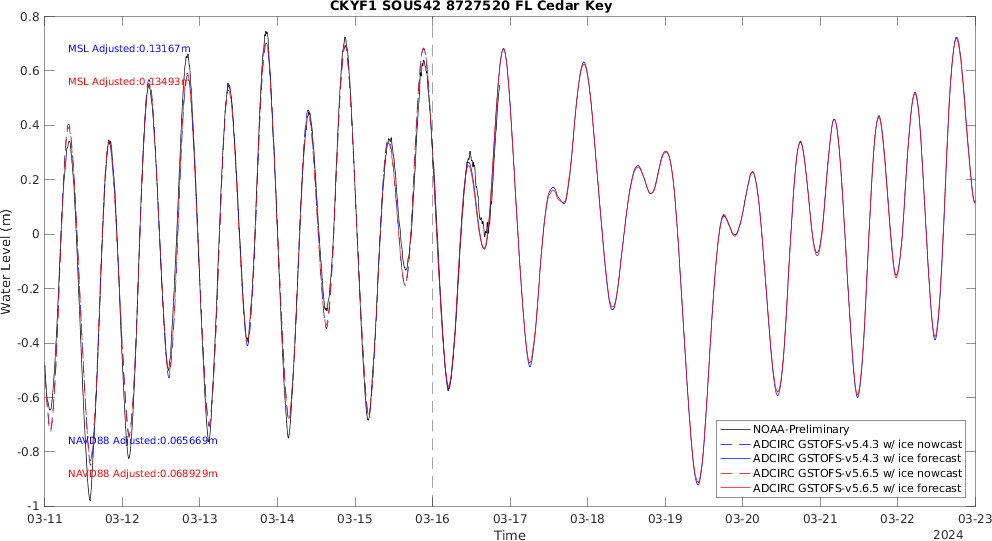 CKYF1 SOUS42 8727520 FL Cedar Key
0.8
0.6
0.4
0.2
0
-0.2
-0.4
-0.6
-0.8
-1
Water Level (m)
MSL Adjusted:0.13167m
MSL Adjusted:0.13493m
NAVD88 Adjusted:0.065669m
NAVD88 Adjusted:0.068929m
NOAA-Preliminary
ADCIRC GSTOFS-v5.4.3 w/ ice nowcast
ADCIRC GSTOFS-v5.4.3 w/ ice forecast
ADCIRC GSTOFS-v5.6.5 w/ ice nowcast
ADCIRC GSTOFS-v5.6.5 w/ ice forecast
03-11 03-12 03-13 03-14 03-15 03-16 03-17 03-18 03-19 03-20 03-21 03-22 03-23
Time
2024